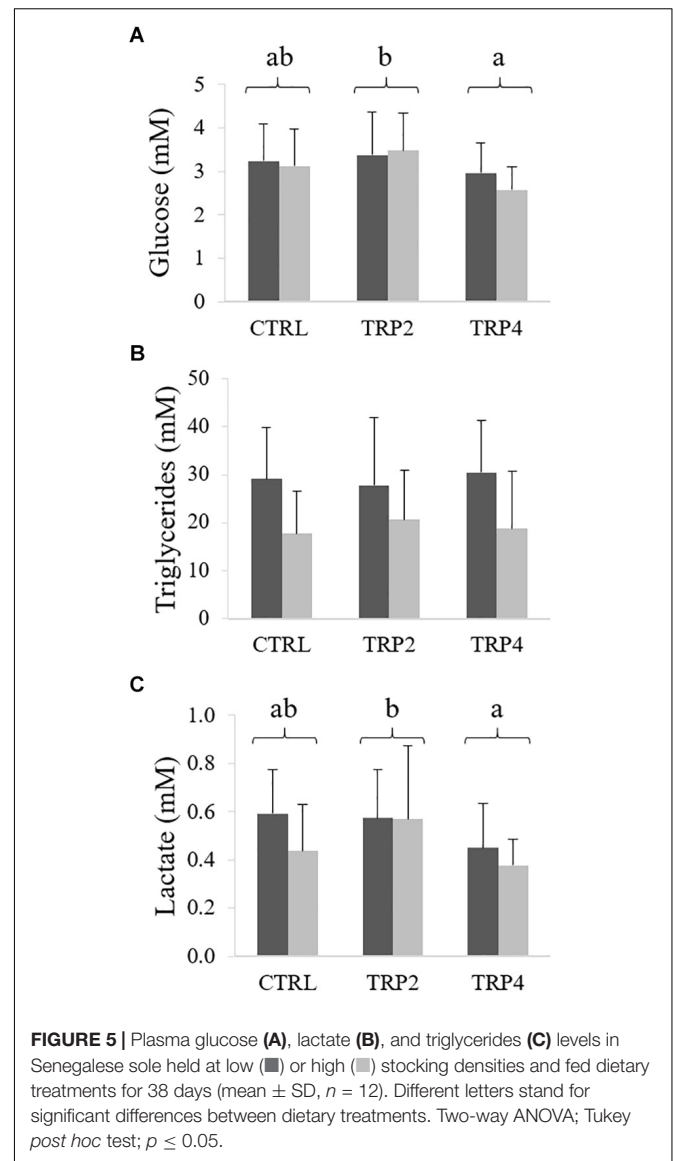 A
ab b a
5
4
3
2
1
0
Glucose (mM)
CTRL TRP2 TRP4
B
50
40
30
20
10
0
Triglycerides (mM)
CTRL TRP2 TRP4
C
ab b a
1.0
0.8
0.6
0.4
0.2
0.0
Lactate (mM)
CTRL TRP2 TRP4
FIGURE 5 | Plasma glucose (A), lactate (B), and triglycerides (C) levels in
Senegalese sole held at low (■) or high (■) stocking densities and fed dietary
treatments for 38 days (mean ± SD, n = 12). Different letters stand for
significant differences between dietary treatments. Two-way ANOVA; Tukey
post hoc test; p ≤ 0.05.